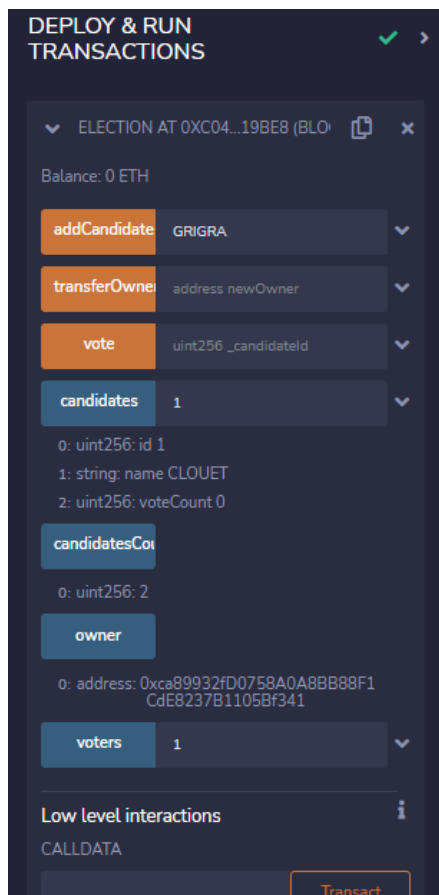 DEPLOY & RUN
TRANSACTIONS
ELECTION AT 0XC04...19BE8 (BLO
Balance: 0 ETH
addCandidate GRIGRA
transferOwner address newOwner
vote uint256 _candidateId
candidates 1
0: uint256: id 1
1: string: name CLOUET
2: uint256: voteCount 0
candidatesCou
0: uint256: 2
owner
0: address: 0xca89932fD0758A0A8BB88F1
CdE8237B1105Bf341
voters 1
Low level interactions
CALLDATA
Transact